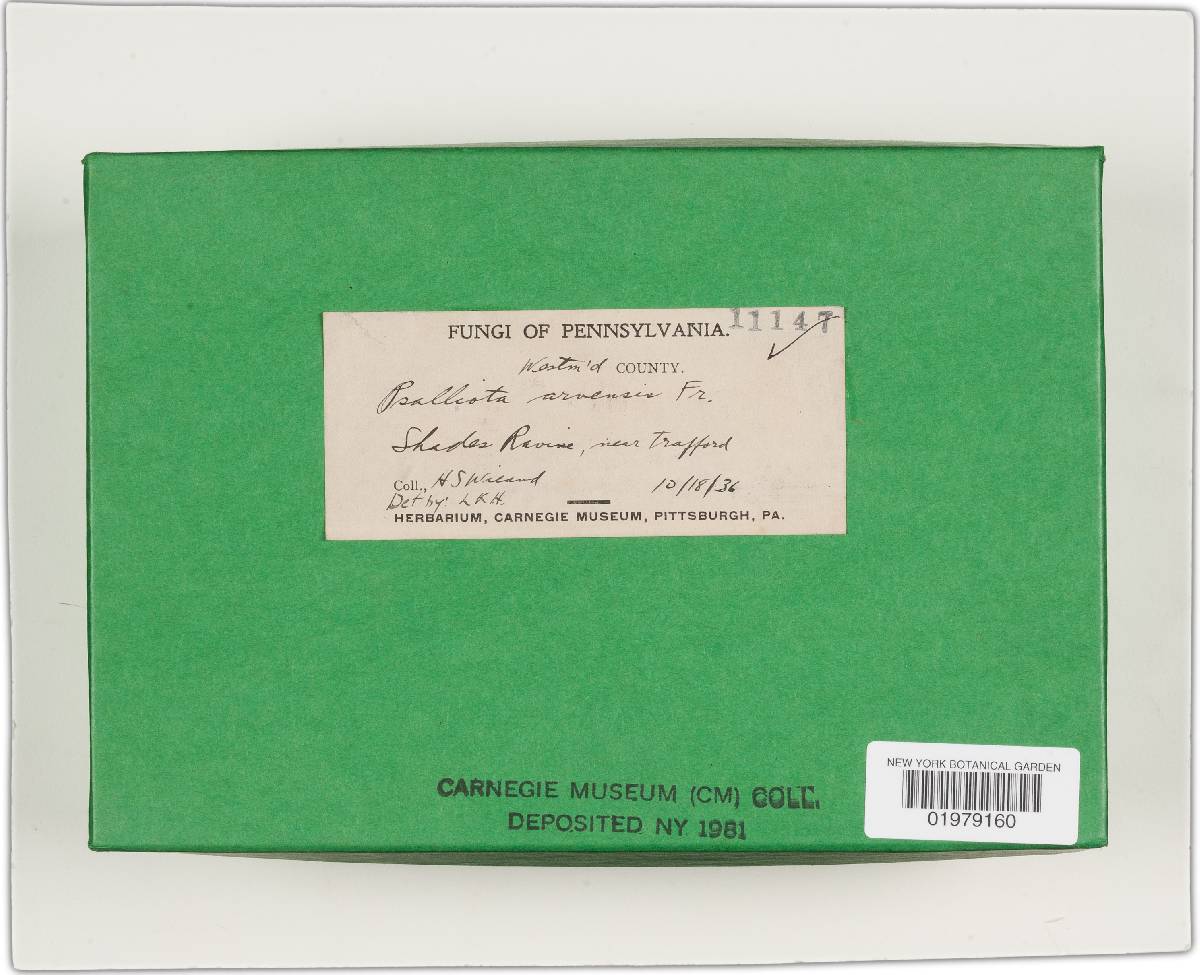 FUNGI OF PENNSYLVANIA. 11147
Westm'd COUNTY.
Psalliota arvensis Fr.
Shades Ravine, near Trafford
Coll., H S Wieand 10/18/36
Det by: L K H.
HERBARIUM, CARNEGIE MUSEUM, PITTSBURGH, PA.
CARNEGIE MUSEUM (CM) COLL.
DEPOSITED NY 1981
NEW YORK BOTANICAL GARDEN
01979160